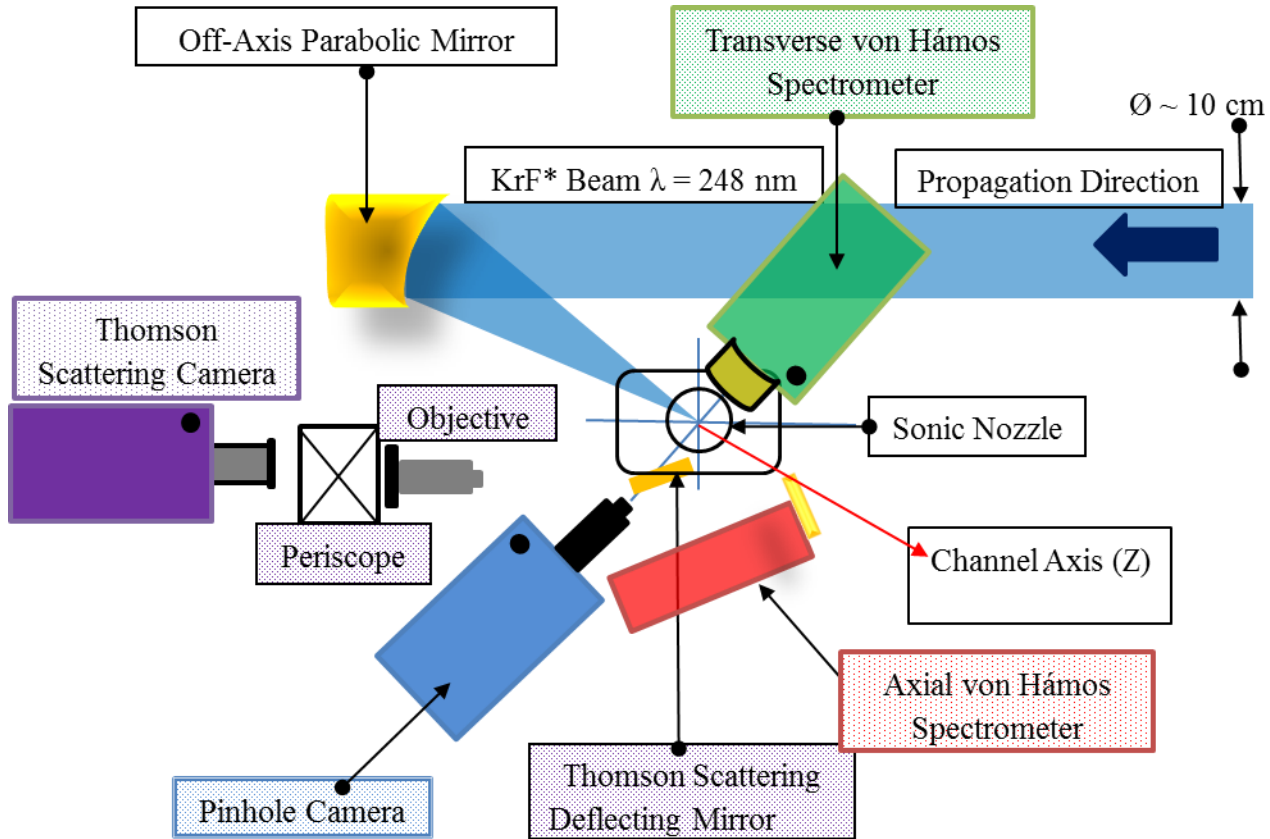 Off-Axis Parabolic Mirror
Transverse von Hámos
Spectrometer
Ø ~ 10 cm
KrF* Beam λ = 248 nm
Propagation Direction
Thomson
Scattering Camera
Objective
Sonic Nozzle
Periscope
Channel Axis (Z)
Axial von Hámos
Spectrometer
Pinhole Camera
Thomson Scattering
Deflecting Mirror